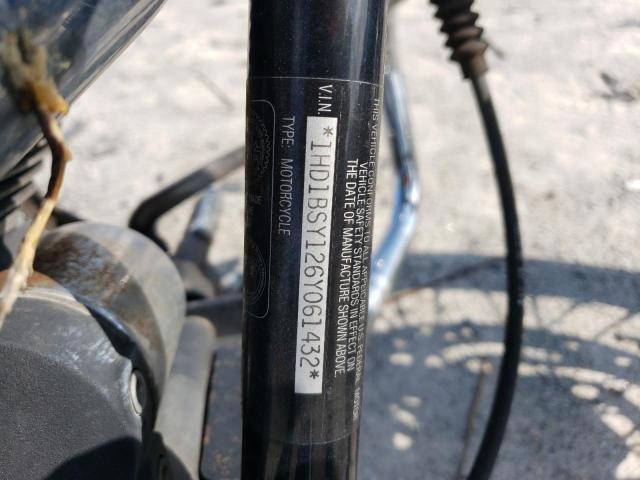 THIS VEHICLE CONFORMS TO ALL APPLICABLE U.S. FEDERAL MOTOR
VEHICLE SAFETY STANDARDS IN EFFECT ON
THE DATE OF MANUFACTURE SHOWN ABOVE.
V.I.N. *1HD1BSY126Y061432*
TYPE: MOTORCYCLE